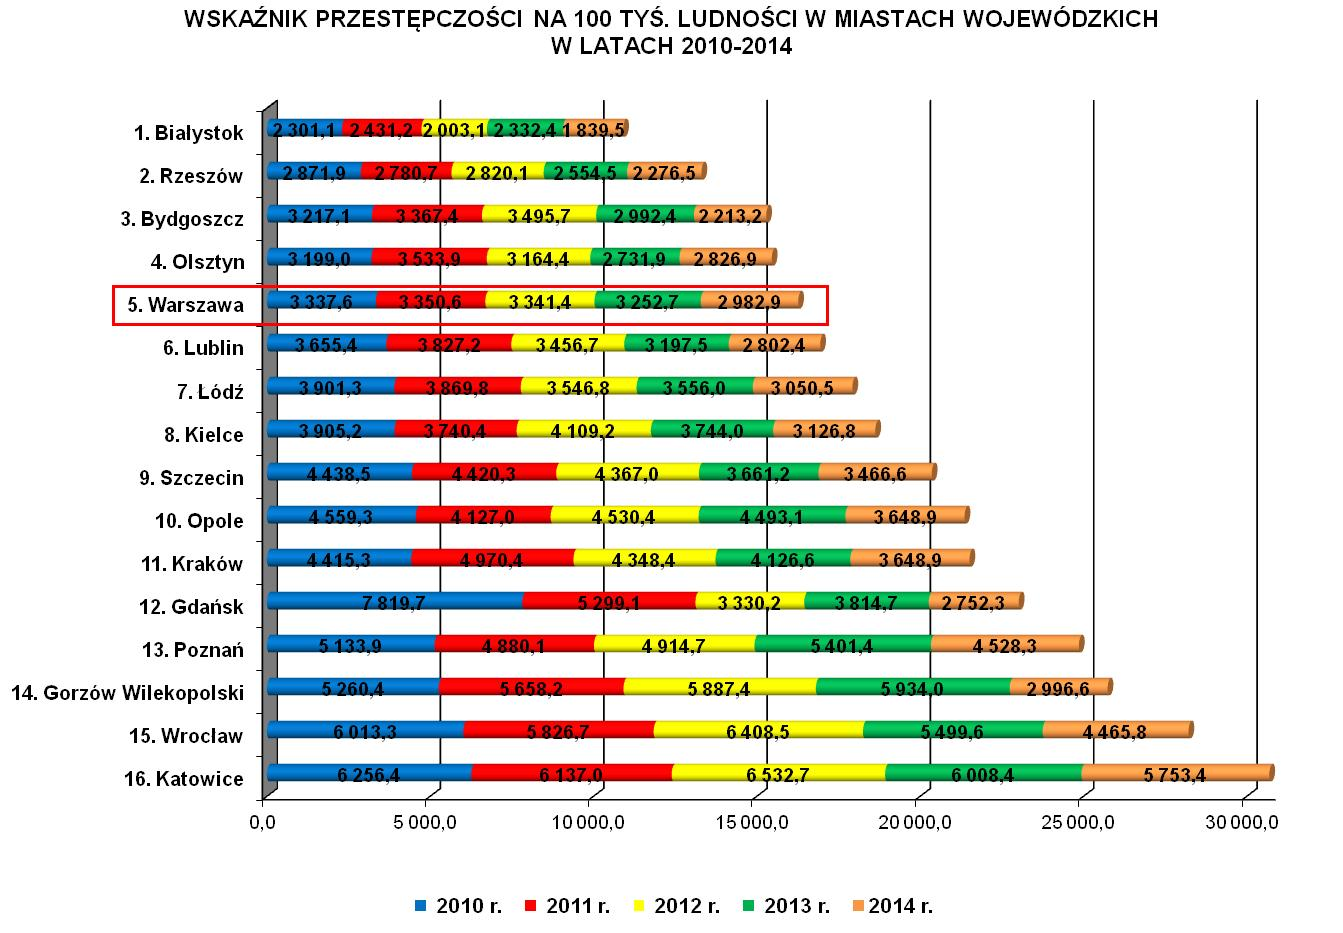 WSKAŹNIK PRZESTĘPCZOŚCI NA 100 TYŚ. LUDNOŚCI W MIASTACH WOJEWÓDZKICH
W LATACH 2010-2014
1. Białystok 2 301,1 2 431,2 2 003,1 2 332,4 1 839,5
2. Rzeszów 2 871,9 2 780,7 2 820,1 2 554,5 2 276,5
3. Bydgoszcz 3 217,1 3 367,4 3 495,7 2 992,4 2 213,2
4. Olsztyn 3 199,0 3 533,9 3 164,4 2 731,9 2 826,9
5. Warszawa 3 337,6 3 350,6 3 341,4 3 252,7 2 982,9
6. Lublin 3 655,4 3 827,2 3 456,7 3 197,5 2 802,4
7. Łódź 3 901,3 3 869,8 3 546,8 3 556,0 3 050,5
8. Kielce 3 905,2 3 740,4 4 109,2 3 744,0 3 126,8
9. Szczecin 4 438,5 4 420,3 4 367,0 3 661,2 3 466,6
10. Opole 4 559,3 4 127,0 4 530,4 4 493,1 3 648,9
11. Kraków 4 415,3 4 970,4 4 348,4 4 126,6 3 648,9
12. Gdańsk 7 819,7 5 299,1 3 330,2 3 814,7 2 752,3
13. Poznań 5 133,9 4 880,1 4 914,7 5 401,4 4 528,3
14. Gorzów Wilekopolski 5 260,4 5 658,2 5 887,4 5 934,0 2 996,6
15. Wrocław 6 013,3 5 826,7 6 408,5 5 499,6 4 465,8
16. Katowice 6 256,4 6 137,0 6 532,7 6 008,4 5 753,4
0,0 5 000,0 10 000,0 15 000,0 20 000,0 25 000,0 30 000,0
2010 r. 2011 r. 2012 r. 2013 r. 2014 r.